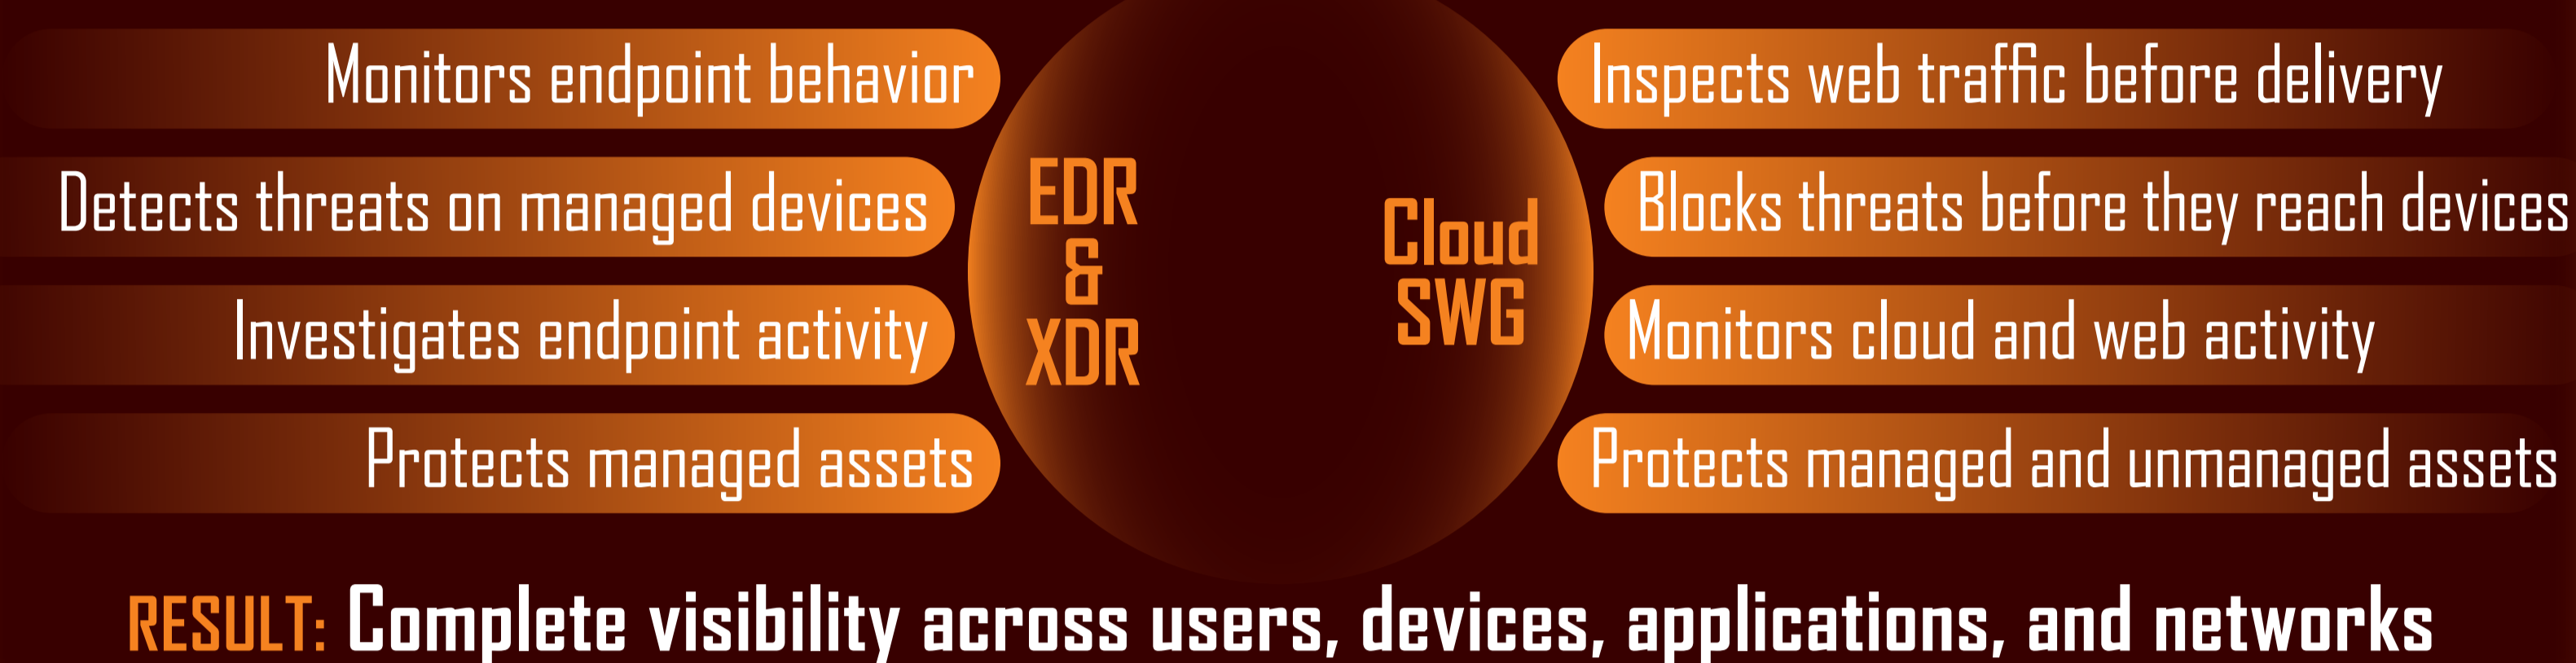 Monitors endpoint behavior
Detects threats on managed devices
Investigates endpoint activity
Protects managed assets
EDR
&
XDR
Cloud
SWG
Inspects web traffic before delivery
Blocks threats before they reach devices
Monitors cloud and web activity
Protects managed and unmanaged assets
RESULT: Complete visibility across users, devices, applications, and networks